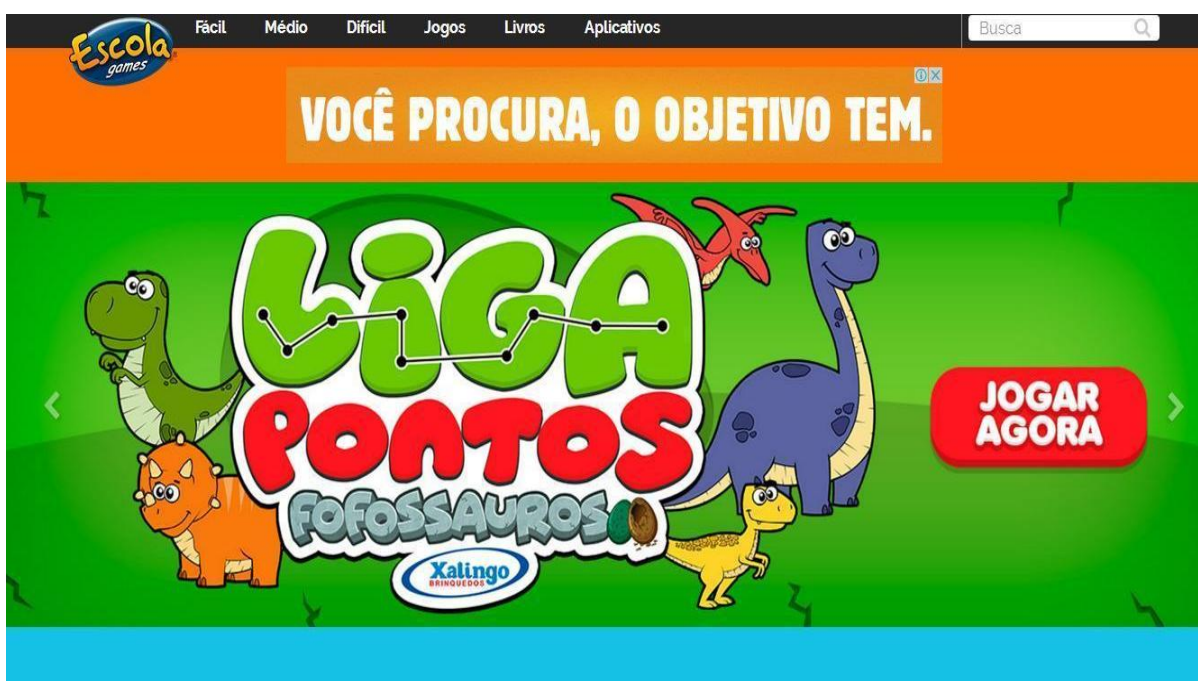 Escola
games
Fácil Médio Difícil Jogos Livros Aplicativos
Busca
VOCÊ PROCURA, O OBJETIVO TEM.
LIGA
PONTOS
FOFOSSAUROS
Xalingo
BRINQUEDOS
JOGAR
AGORA